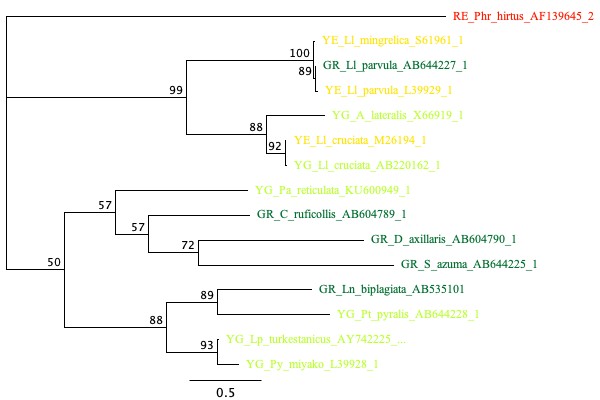 RE_Phr_hirtus_AF139645_2
YE_Ll_mingrelica_S61961_1
100
GR_Ll_parvula_AB644227_1
89
YE_Ll_parvula_L39929_1
99
YG_A_lateralis_X66919_1
88
YE_Ll_cruciata_M26194_1
92
YG_Ll_cruciata_AB220162_1
YG_Pa_reticulata_KU600949_1
57
GR_C_ruficollis_AB604789_1
57
GR_D_axillaris_AB604790_1
72
GR_S_azuma_AB644225_1
50
GR_Ln_biplagiata_AB535101
89
YG_Pt_pyralis_AB644228_1
88
YG_Lp_turkestanicus_AY742225_...
93
YG_Py_miyako_L39928_1
0.5